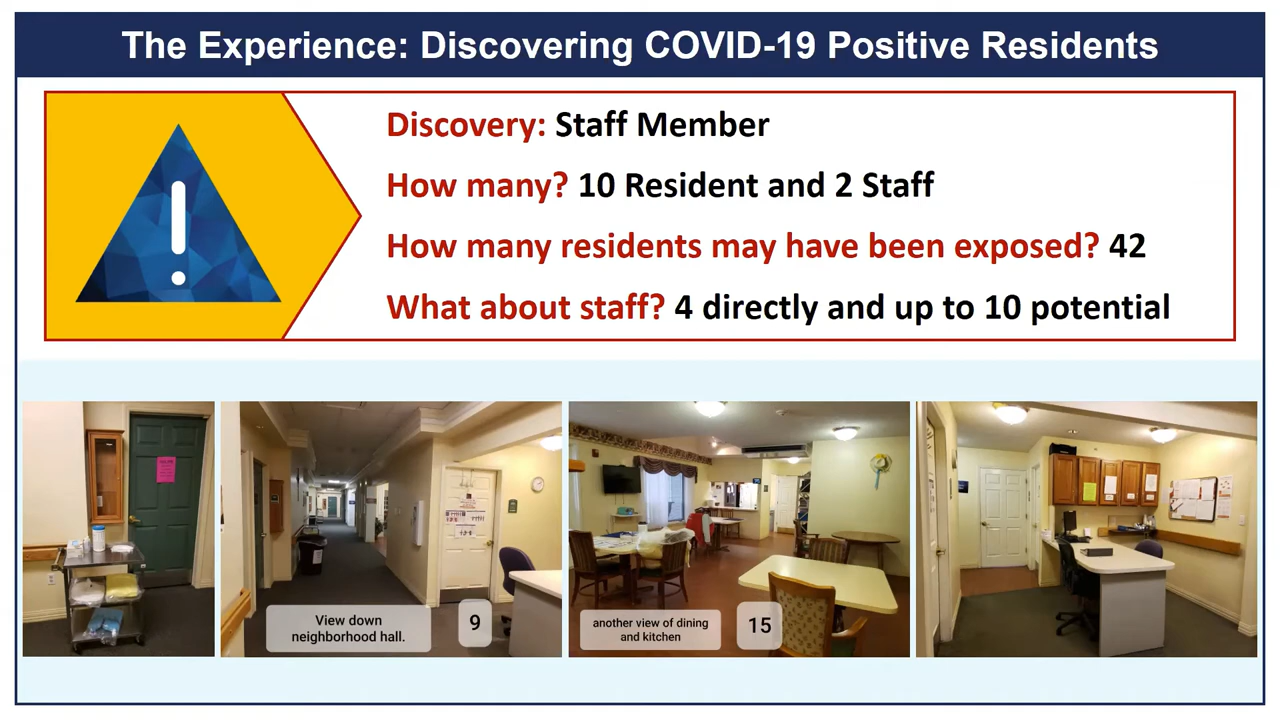 The Experience: Discovering COVID-19 Positive Residents
Discovery: Staff Member
How many? 10 Resident and 2 Staff
How many residents may have been exposed? 42
What about staff? 4 directly and up to 10 potential
View down
neighborhood hall.
9
another view of dining
and kitchen
15